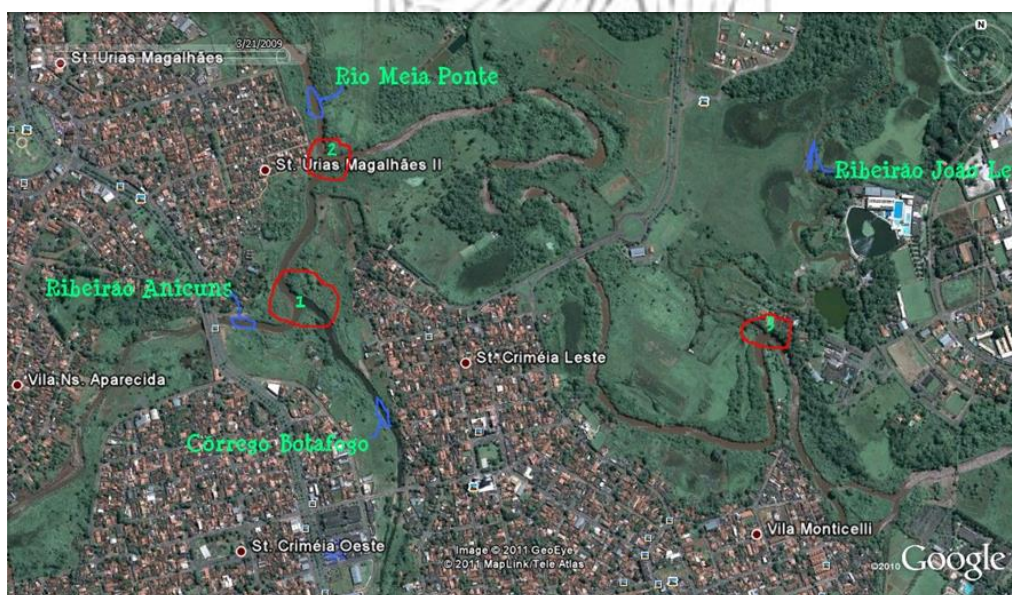 3/21/2009
N
St. Urias Magalhães
Rio Meia Ponte
2
St. Urias Magalhães II
Ribeirão João Le
Ribeirão Anicuns
1
3
St. Criméia Leste
Vila Ns. Aparecida
Córrego Botafogo
Vila Monticelli
St. Criméia Oeste
Image © 2011 GeoEye
© 2011 MapLink/Tele Atlas
©2010 Google